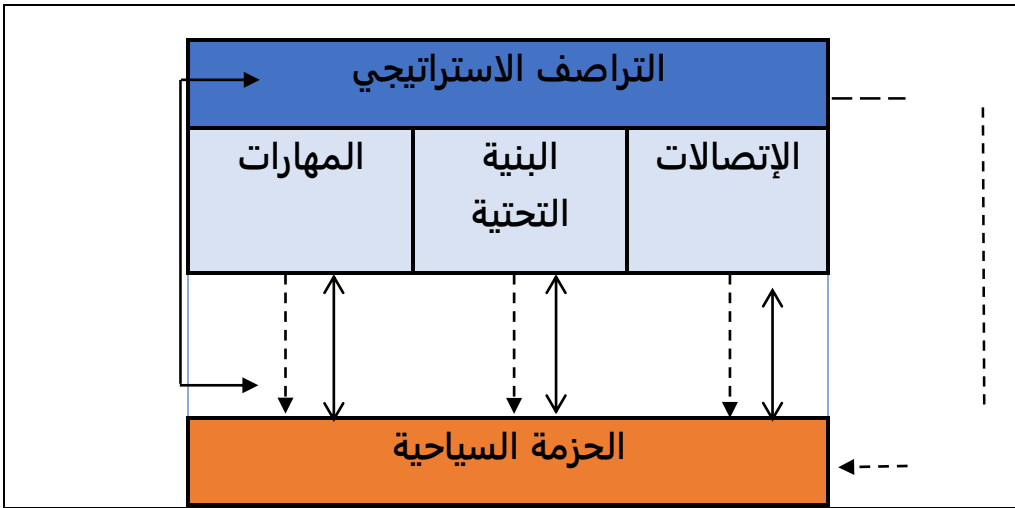 التراصف الاستراتيجي
الإتصالات
البنية
التحتية
المهارات
الحزمة السياحية